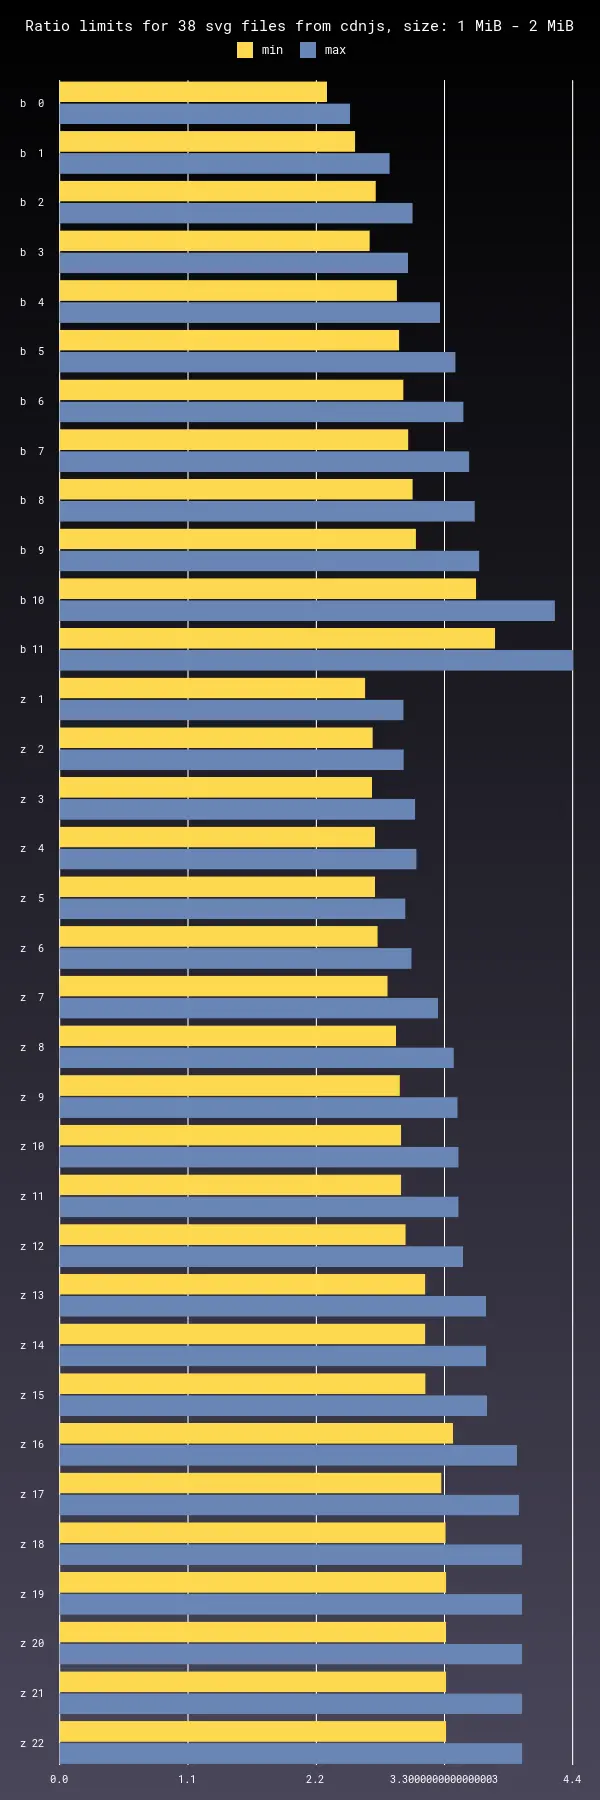 Ratio limits for 38 svg files from cdnjs, size: 1 MiB - 2 MiB
min max
b 0
b 1
b 2
b 3
b 4
b 5
b 6
b 7
b 8
b 9
b 10
b 11
z 1
z 2
z 3
z 4
z 5
z 6
z 7
z 8
z 9
z 10
z 11
z 12
z 13
z 14
z 15
z 16
z 17
z 18
z 19
z 20
z 21
z 22
0.0 1.1 2.2 3.3000000000000003 4.4